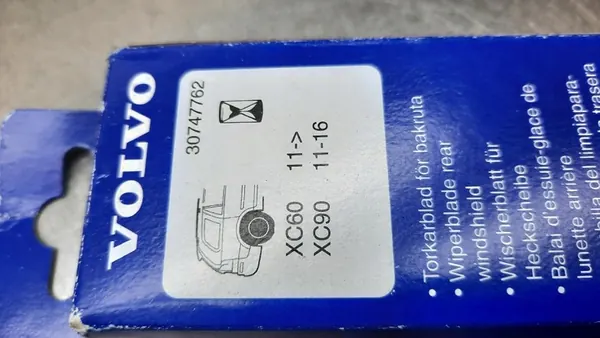 VOLVO
30747762
XC60 11->
XC90 11-16
• Torkarblad för bakruta
• Wiperblade rear
windshield
• Wischerblatt für
Heckscheibe
• Balai d'essuie-glace de
lunette arrière
del limpiapara-
trasera